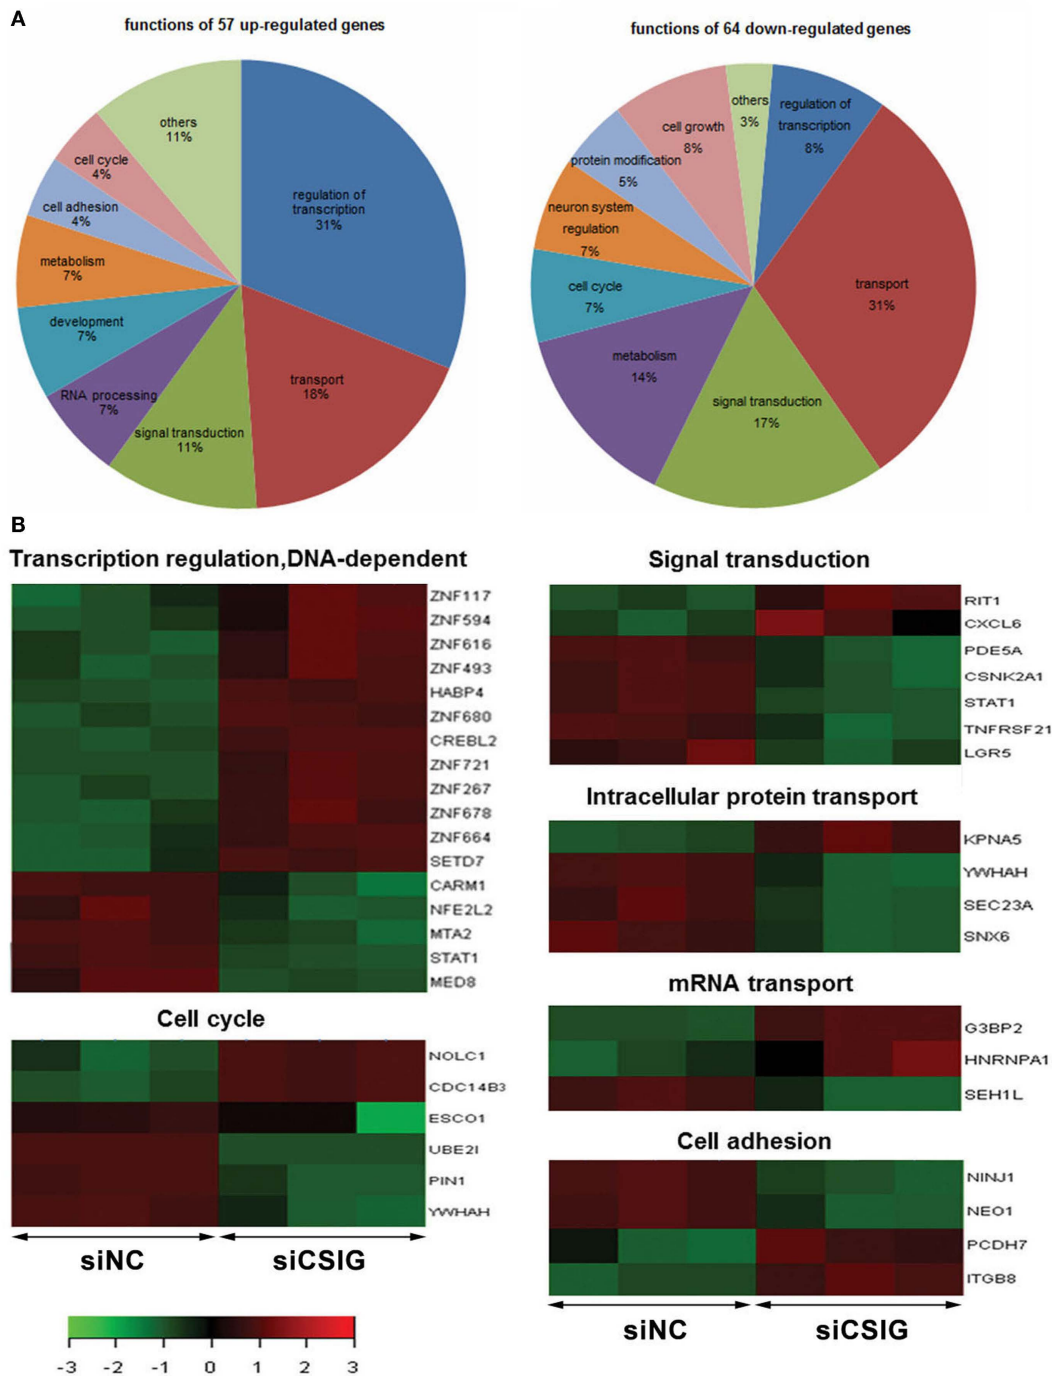 A
functions of 57 up-regulated genes
others
11%
cell cycle
4%
cell adhesion
4%
metabolism
7%
development
7%
RNA processing
7%
signal transduction
11%
transport
18%
regulation of
transcription
31%
functions of 64 down-regulated genes
others
3%
regulation of
transcription
8%
cell growth
8%
protein modification
5%
neuron system
regulation
7%
cell cycle
7%
metabolism
14%
signal transduction
17%
transport
31%
B
Transcription regulation,DNA-dependent
ZNF117
ZNF594
ZNF616
ZNF493
HABP4
ZNF680
CREBL2
ZNF721
ZNF267
ZNF678
ZNF664
SETD7
CARM1
NFE2L2
MTA2
STAT1
MED8
Cell cycle
NOLC1
CDC14B3
ESCO1
UBE2I
PIN1
YWHAH
siNC siCSIG
-3 -2 -1 0 1 2 3
Signal transduction
RIT1
CXCL6
PDE5A
CSNK2A1
STAT1
TNFRSF21
LGR5
Intracellular protein transport
KPNA5
YWHAH
SEC23A
SNX6
mRNA transport
G3BP2
HNRNPA1
SEH1L
Cell adhesion
NINJ1
NEO1
PCDH7
ITGB8
siNC siCSIG